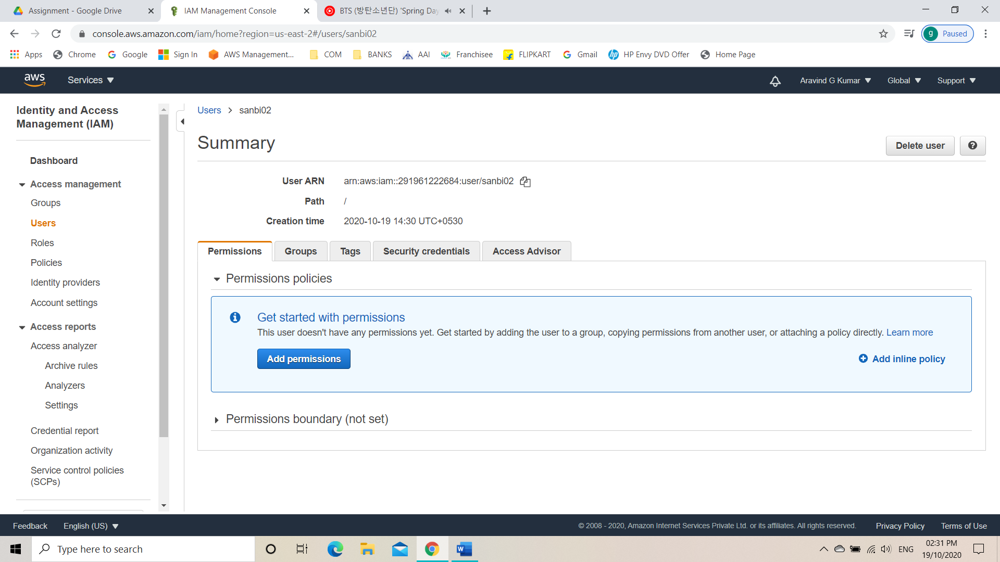 Assignment - Google Drive
IAM Management Console
BTS (방탄소년단) 'Spring Day
console.aws.amazon.com/iam/home?region=us-east-2#/users/sanbi02
g Paused
Apps Chrome Google Sign In AWS Management... COM BANKS AAI Franchisee FLIPKART Gmail HP Envy DVD Offer Home Page
aws Services Aravind G Kumar Global Support
Identity and Access
Management (IAM)
Dashboard
Access management
Groups
Users
Roles
Policies
Identity providers
Account settings
Access reports
Access analyzer
Archive rules
Analyzers
Settings
Credential report
Organization activity
Service control policies
(SCPs)
Users > sanbi02
Summary
Delete user
User ARN arn:aws:iam::291961222684:user/sanbi02
Path /
Creation time 2020-10-19 14:30 UTC+0530
Permissions Groups Tags Security credentials Access Advisor
Permissions policies
Get started with permissions
This user doesn't have any permissions yet. Get started by adding the user to a group, copying permissions from another user, or attaching a policy directly. Learn more
Add permissions
Add inline policy
Permissions boundary (not set)
Feedback English (US) © 2008 - 2020, Amazon Internet Services Private Ltd. or its affiliates. All rights reserved. Privacy Policy Terms of Use
Type here to search
ENG
02:31 PM
19/10/2020